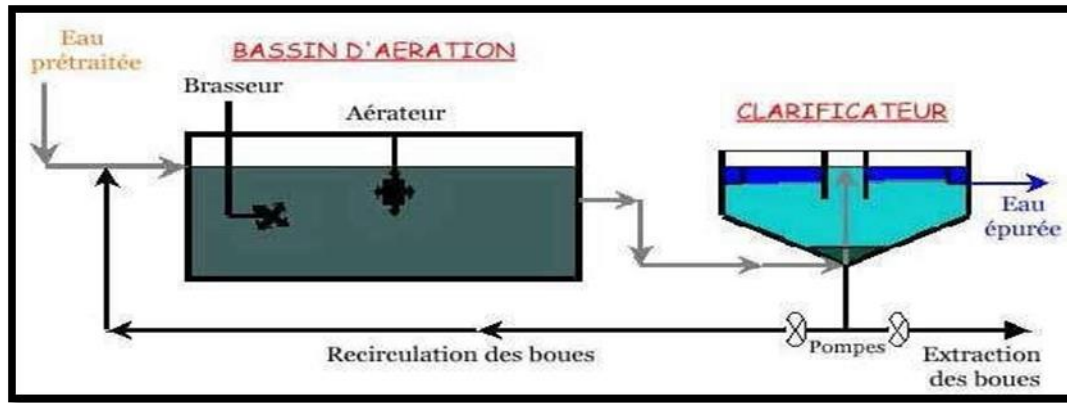 Eau
prétraitée
BASSIN D'AERATION
Brasseur
Aérateur
CLARIFICATEUR
Eau
épurée
Recirculation des boues
Pompes
Extraction
des boues